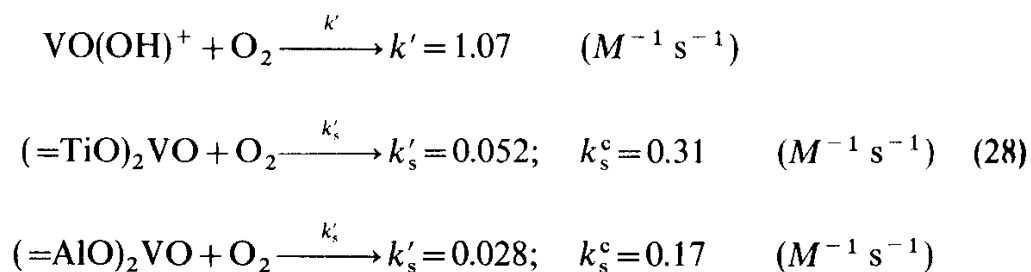 k′
VO(OH)⁺ + O₂ ⟶ k′ = 1.07 (M⁻¹ s⁻¹)
k′ₛ
(=TiO)₂VO + O₂ ⟶ k′ₛ = 0.052; kₛᶜ = 0.31 (M⁻¹ s⁻¹) (28)
k′ₛ
(=AlO)₂VO + O₂ ⟶ k′ₛ = 0.028; kₛᶜ = 0.17 (M⁻¹ s⁻¹)